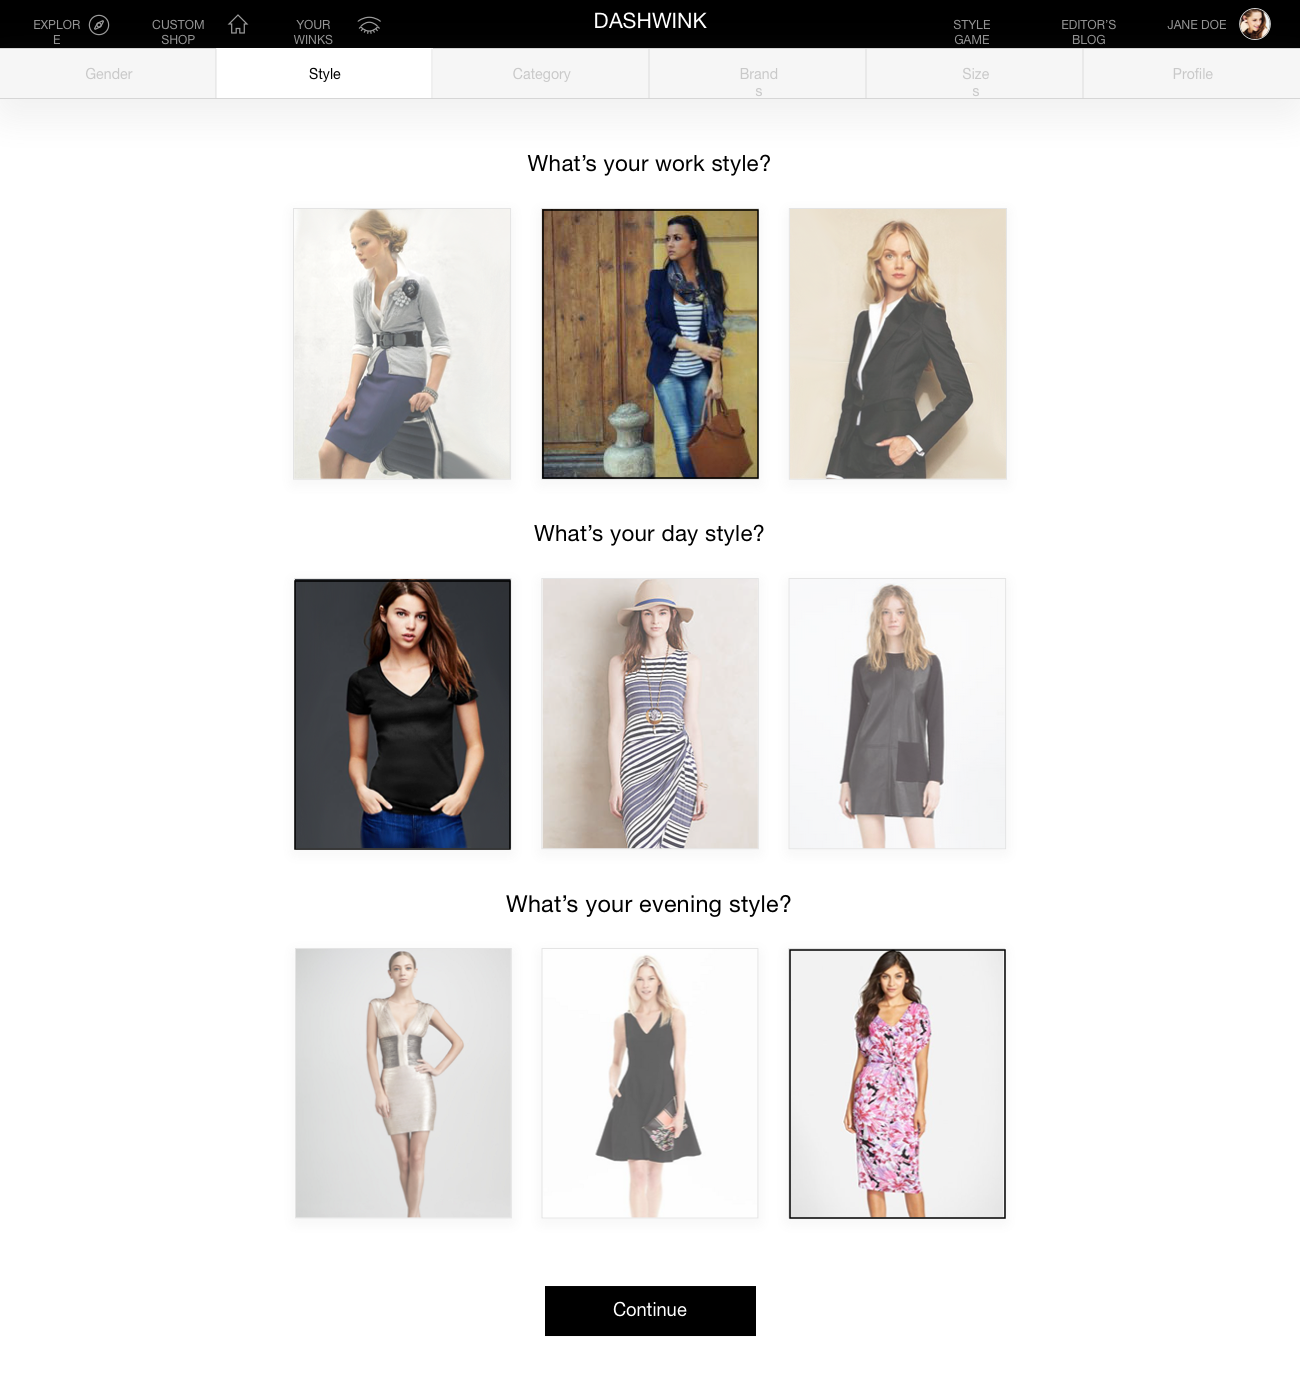 EXPLOR
E
CUSTOM
SHOP
YOUR
WINKS
DASHWINK
STYLE
GAME
EDITOR'S
BLOG
JANE DOE
Gender
Style
Category
Brand
s
Size
s
Profile
What’s your work style?
What’s your day style?
What’s your evening style?
Continue